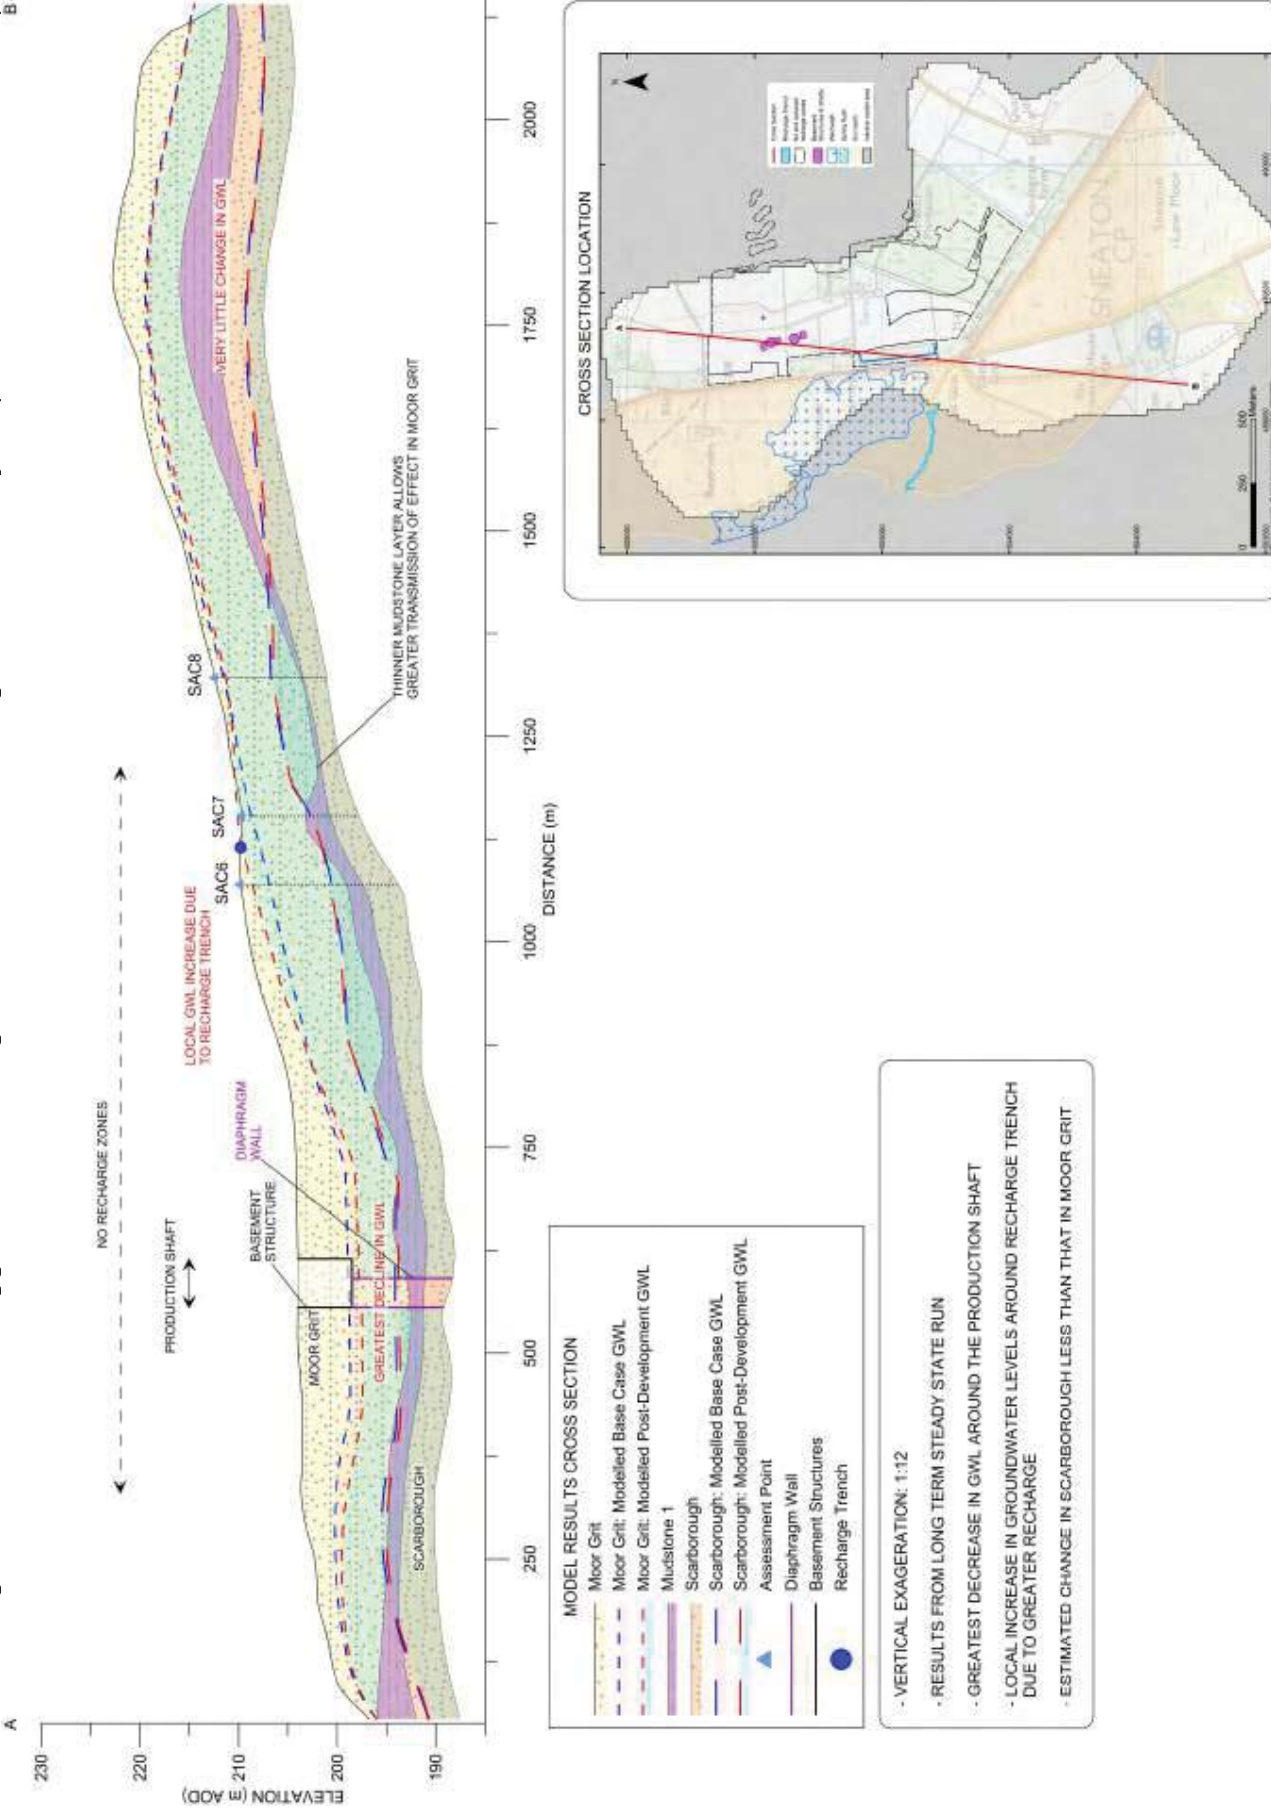 A
B
230
220
210
200
190
ELEVATION (m AOD)
NO RECHARGE ZONES
PRODUCTION SHAFT
BASEMENT
STRUCTURE
DIAPHRAGM
WALL
LOCAL GWL INCREASE DUE
TO RECHARGE TRENCH
SAC6
SAC7
SAC8
MOOR GRIT
GREATEST DECLINE IN GWL
SCARBOROUGH
VERY LITTLE CHANGE IN GWL
THINNER MUDSTONE LAYER ALLOWS
GREATER TRANSMISSION OF EFFECT IN MOOR GRIT
250
500
750
1000
1250
1500
1750
2000
DISTANCE (m)
MODEL RESULTS CROSS SECTION
Moor Grit
Moor Grit: Modelled Base Case GWL
Moor Grit: Modelled Post-Development GWL
Mudstone 1
Scarborough
Scarborough: Modelled Base Case GWL
Scarborough: Modelled Post-Development GWL
Assessment Point
Diaphragm Wall
Basement Structures
Recharge Trench
- VERTICAL EXAGERATION: 1:12
- RESULTS FROM LONG TERM STEADY STATE RUN
- GREATEST DECREASE IN GWL AROUND THE PRODUCTION SHAFT
- LOCAL INCREASE IN GROUNDWATER LEVELS AROUND RECHARGE TRENCH
DUE TO GREATER RECHARGE
- ESTIMATED CHANGE IN SCARBOROUGH LESS THAN THAT IN MOOR GRIT
CROSS SECTION LOCATION
A
B
SNEATON
CP
0 250 500
Meters